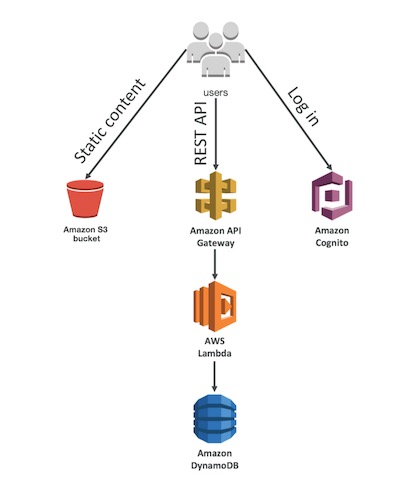 users
Static content
REST API
Log in
Amazon S3
bucket
Amazon API
Gateway
Amazon
Cognito
AWS
Lambda
Amazon
DynamoDB